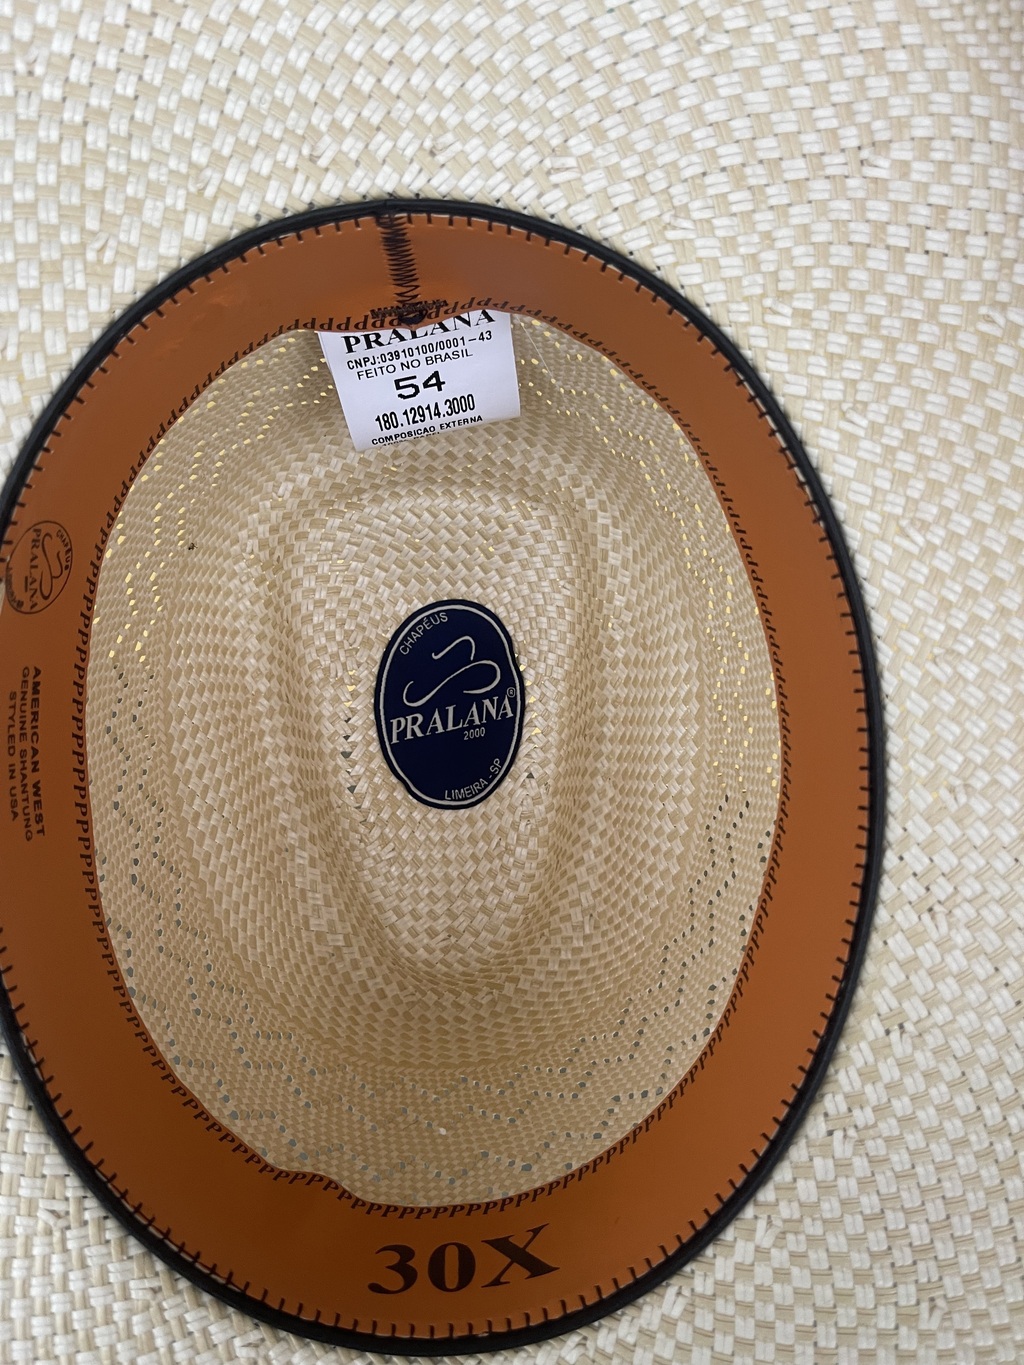 PRALANA
CNPJ:03910100/0001-43
FEITO NO BRASIL
54
180.12914.3000
COMPOSICAO EXTERNA
CHAPÉUS
PRALANA®
2000
LIMEIRA - SP
CHAPÉUS
PRALANA
AMERICAN WEST
GENUINE SHANTUNG
STYLED IN USA
30X